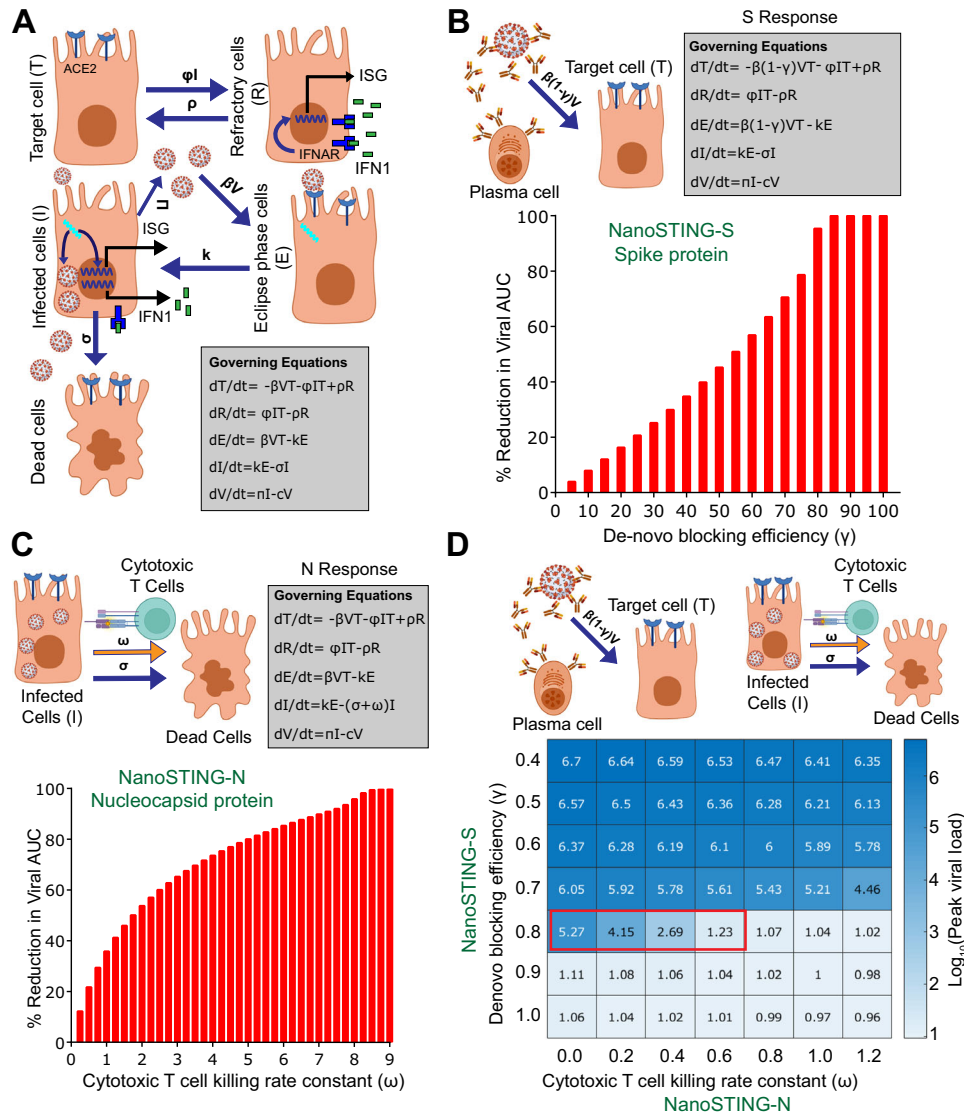 A
Target cell (T)
ACE2
φI
ρ
Refractory cells
(R)
ISG
IFNAR
IFN1
Infected cells (I)
Π
βV
ISG
IFN1
k
Eclipse phase cells
(E)
σ
Dead cells
Governing Equations
dT/dt= -βVT-φIT+ρR
dR/dt= φIT-ρR
dE/dt= βVT-kE
dI/dt=kE-σI
dV/dt=πI-cV
B
S Response
β(1-γ)V
Target cell (T)
Plasma cell
Governing Equations
dT/dt= -β(1-γ)VT- φIT+ρR
dR/dt= φIT-ρR
dE/dt=β(1-γ)VT-kE
dI/dt=kE-σI
dV/dt=πI-cV
NanoSTING-S
Spike protein
% Reduction in Viral AUC
100
80
60
40
20
0
0 10 20 30 40 50 60 70 80 90 100
De-novo blocking efficiency (γ)
C
Cytotoxic
T Cells
ω
σ
Infected
Cells (I)
Dead Cells
N Response
Governing Equations
dT/dt= -βVT-φIT+ρR
dR/dt= φIT-ρR
dE/dt=βVT-kE
dI/dt=kE-(σ+ω)I
dV/dt=πI-cV
NanoSTING-N
Nucleocapsid protein
% Reduction in Viral AUC
100
80
60
40
20
0
0 1 2 3 4 5 6 7 8 9
Cytotoxic T cell killing rate constant (ω)
D
β(1-γ)V
Target cell (T)
Plasma cell
Cytotoxic
T Cells
ω
σ
Infected
Cells (I)
Dead Cells
NanoSTING-S
Denovo blocking efficiency (γ)
0.4 6.7 6.64 6.59 6.53 6.47 6.41 6.35
0.5 6.57 6.5 6.43 6.36 6.28 6.21 6.13
0.6 6.37 6.28 6.19 6.1 6 5.89 5.78
0.7 6.05 5.92 5.78 5.61 5.43 5.21 4.46
0.8 5.27 4.15 2.69 1.23 1.07 1.04 1.02
0.9 1.11 1.08 1.06 1.04 1.02 1 0.98
1.0 1.06 1.04 1.02 1.01 0.99 0.97 0.96
0.0 0.2 0.4 0.6 0.8 1.0 1.2
Cytotoxic T cell killing rate constant (ω)
NanoSTING-N
6
5
4
3
2
1
Log10(Peak viral load)